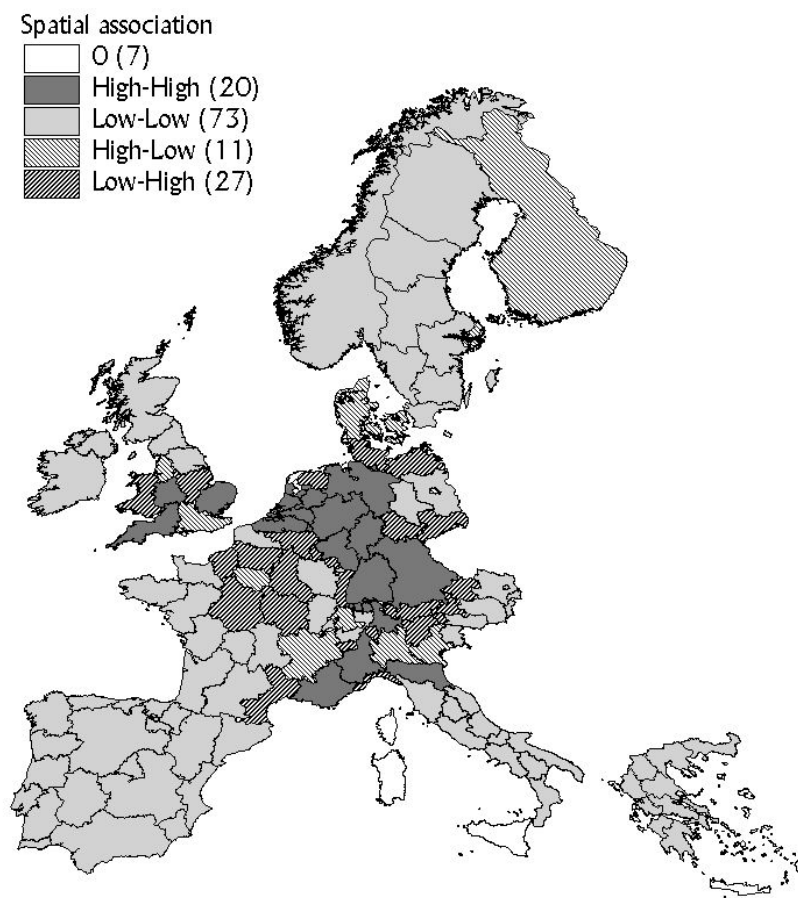 Spatial association
0 (7)
High-High (20)
Low-Low (73)
High-Low (11)
Low-High (27)